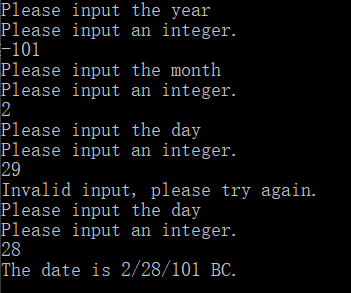 Please input the year
Please input an integer.
-101
Please input the month
Please input an integer.
2
Please input the day
Please input an integer.
29
Invalid input, please try again.
Please input the day
Please input an integer.
28
The date is 2/28/101 BC.